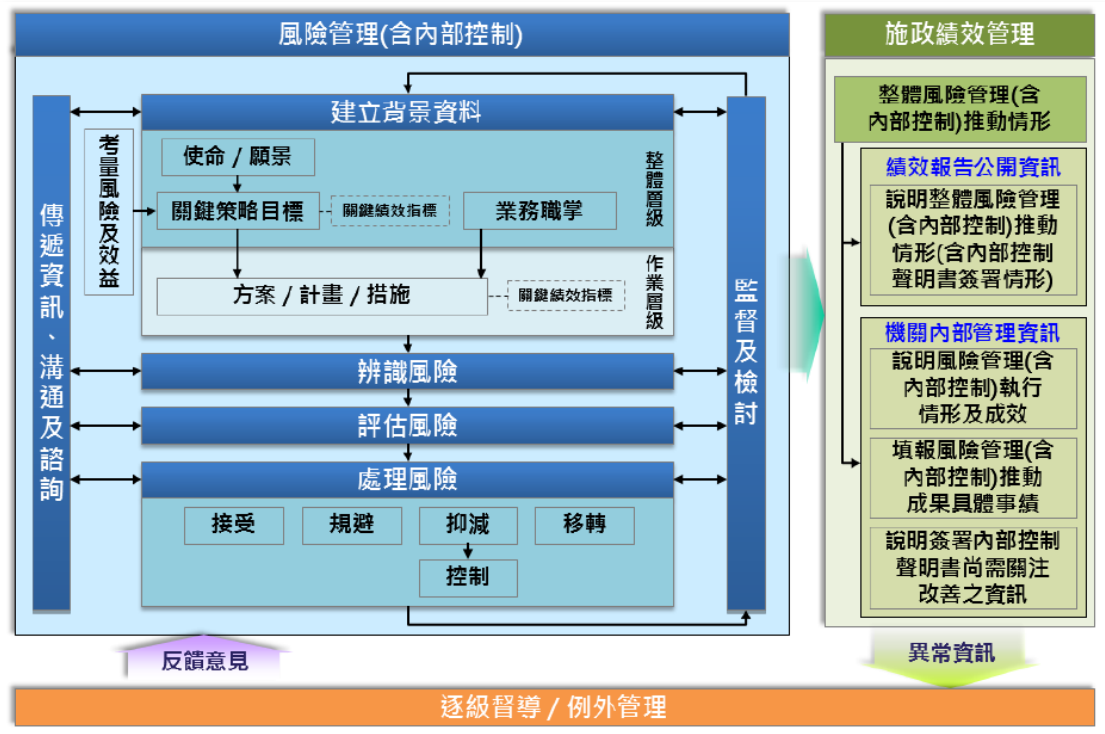 風險管理(含內部控制)
傳遞資訊、溝通及諮詢
考量風險及效益
建立背景資料
使命 / 願景
關鍵策略目標
關鍵績效指標
業務職掌
整體層級
方案 / 計畫 / 措施
關鍵績效指標
作業層級
辨識風險
評估風險
處理風險
接受
規避
抑減
移轉
控制
監督及檢討
施政績效管理
整體風險管理(含
內部控制)推動情形
績效報告公開資訊
說明整體風險管理
(含內部控制)推動
情形(含內部控制
聲明書簽署情形)
機關內部管理資訊
說明風險管理(含
內部控制)執行
情形及成效
填報風險管理(含
內部控制)推動
成果具體事績
說明簽署內部控制
聲明書尚需關注
改善之資訊
反饋意見
異常資訊
逐級督導 / 例外管理